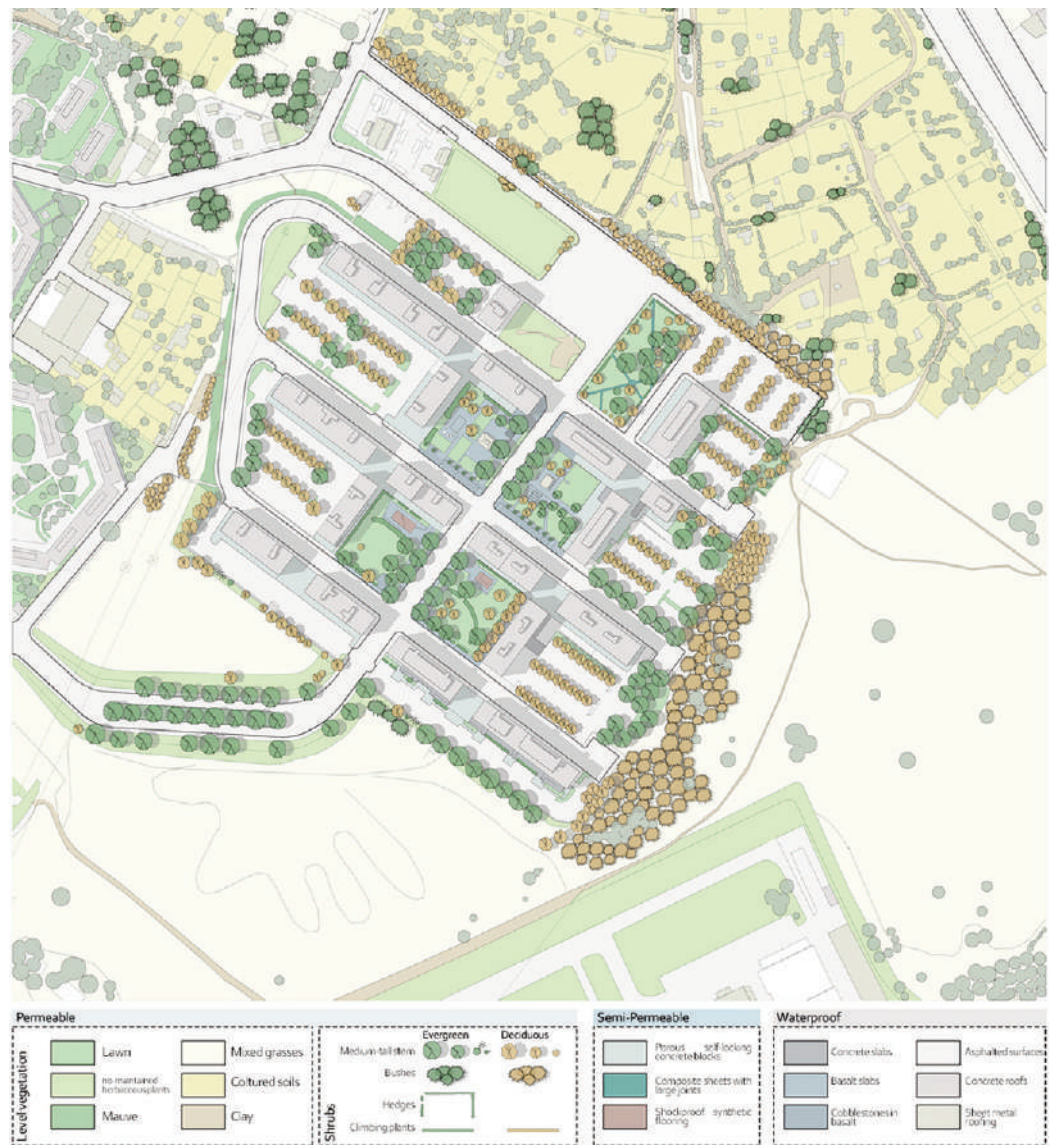 Permeable
Level vegetation
Lawn
no maintained herbaceous plants
Mauve
Mixed grasses
Coltured soils
Clay
Shrubs
Evergreen
Deciduous
Medium-tall stem
Bushes
Hedges
Climbing plants
Semi-Permeable
Porous self-locking
concrete blocks
Composite sheets with
large joints
Shockproof synthetic
flooring
Waterproof
Concrete slabs
Basalt slabs
Cobblestones in
basalt
Asphalted surfaces
Concrete roofs
Sheet metal
roofing